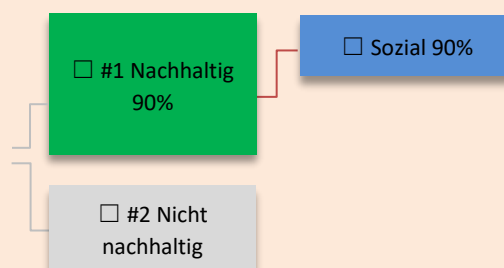 ☐ #1 Nachhaltig
90%
☐ Sozial 90%
☐ #2 Nicht
nachhaltig